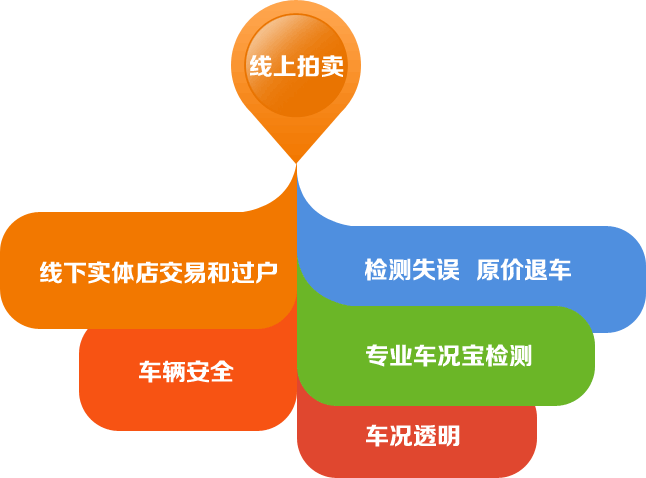 线上拍卖
线下实体店交易和过户
检测失误 原价退车
专业车况宝检测
车辆安全
车况透明